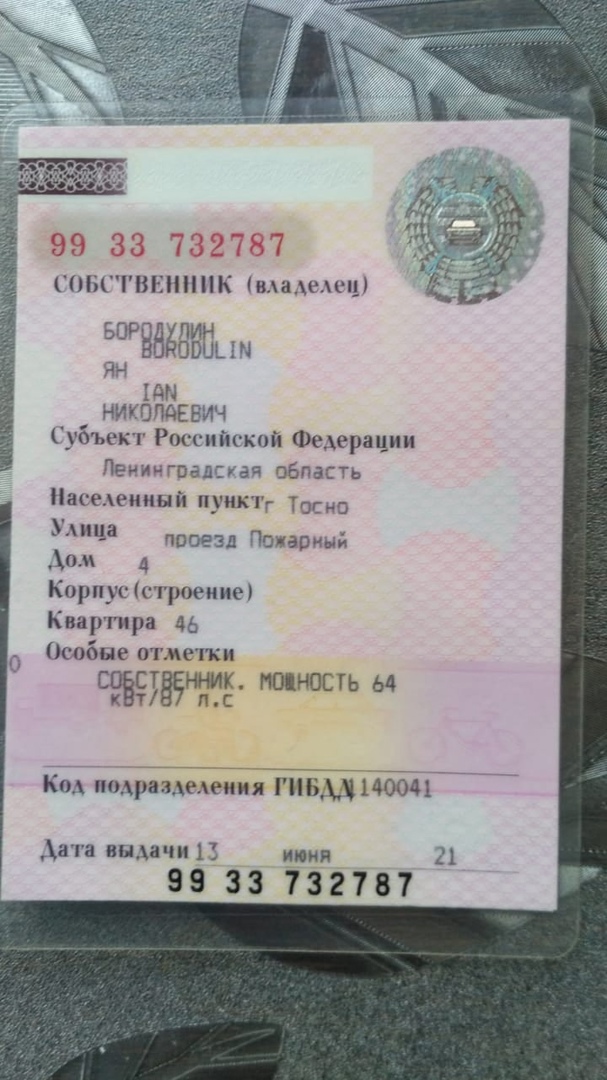 99 33 732787
СОБСТВЕННИК (владелец)
БОРОДУЛИН
BORODULIN
ЯН
IAN
НИКОЛАЕВИЧ
Субъект Российской Федерации
Ленинградская область
Населенный пункт г Тосно
Улица проезд Пожарный
Дом 4
Корпус (строение)
Квартира 46
Особые отметки
СОБСТВЕННИК. МОЩНОСТЬ 64
кВт/87 л.с
Код подразделения ГИБДД 1140041
Дата выдачи 13 июня 21
99 33 732787